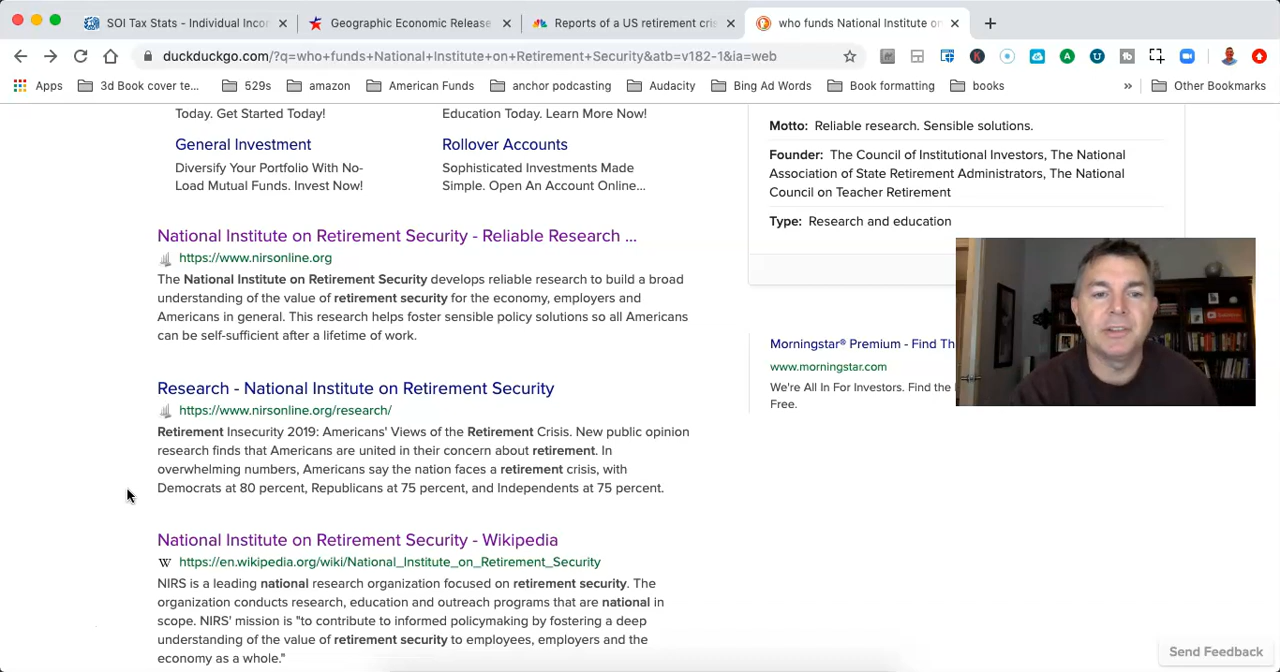 SOI Tax Stats - Individual Incor
Geographic Economic Release
Reports of a US retirement cris
who funds National Institute on
duckduckgo.com/?q=who+funds+National+Institute+on+Retirement+Security&atb=v182-1&ia=web
Apps
3d Book cover te...
529s
amazon
American Funds
anchor podcasting
Audacity
Bing Ad Words
Book formatting
books
»
Other Bookmarks
Today. Get Started Today!
Education Today. Learn More Now!
General Investment
Rollover Accounts
Diversify Your Portfolio With No-
Load Mutual Funds. Invest Now!
Sophisticated Investments Made
Simple. Open An Account Online...
National Institute on Retirement Security - Reliable Research ...
https://www.nirsonline.org
The National Institute on Retirement Security develops reliable research to build a broad
understanding of the value of retirement security for the economy, employers and
Americans in general. This research helps foster sensible policy solutions so all Americans
can be self-sufficient after a lifetime of work.
Research - National Institute on Retirement Security
https://www.nirsonline.org/research/
Retirement Insecurity 2019: Americans' Views of the Retirement Crisis. New public opinion
research finds that Americans are united in their concern about retirement. In
overwhelming numbers, Americans say the nation faces a retirement crisis, with
Democrats at 80 percent, Republicans at 75 percent, and Independents at 75 percent.
National Institute on Retirement Security - Wikipedia
W https://en.wikipedia.org/wiki/National_Institute_on_Retirement_Security
NIRS is a leading national research organization focused on retirement security. The
organization conducts research, education and outreach programs that are national in
scope. NIRS' mission is "to contribute to informed policymaking by fostering a deep
understanding of the value of retirement security to employees, employers and the
economy as a whole."
Motto: Reliable research. Sensible solutions.
Founder: The Council of Institutional Investors, The National
Association of State Retirement Administrators, The National
Council on Teacher Retirement
Type: Research and education
Morningstar® Premium - Find Th
www.morningstar.com
We're All In For Investors. Find the
Free.
Send Feedback